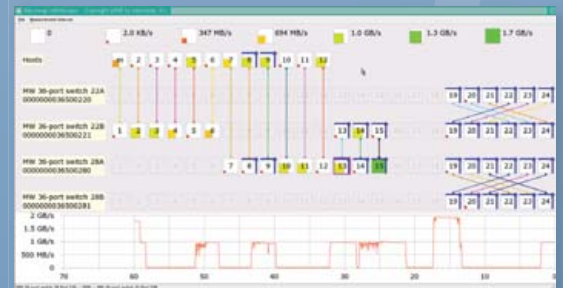 0 2.0 KB/s 347 MB/s 694 MB/s 1.0 GB/s 1.3 GB/s 1.7 GB/s
Hosts m 2 3 4 5 6 7 8 9 10 11 12
MW 36-port switch 22A 19 20 21 22 23 24
0000000036500220
MW 36-port switch 22B 1 2 3 4 5 6 13 14 15 19 20 21 22 23 24
0000000036500221
MW 36-port switch 28A 7 8 9 10 11 12 13 14 15 19 20 21 22 23 24
0000000036500280
MW 36-port switch 28B 19 20 21 22 23 24
0000000036500281
2 GB/s
1.5 GB/s
1 GB/s
500 MB/s
0
70 60 50 40 30 20 10 0